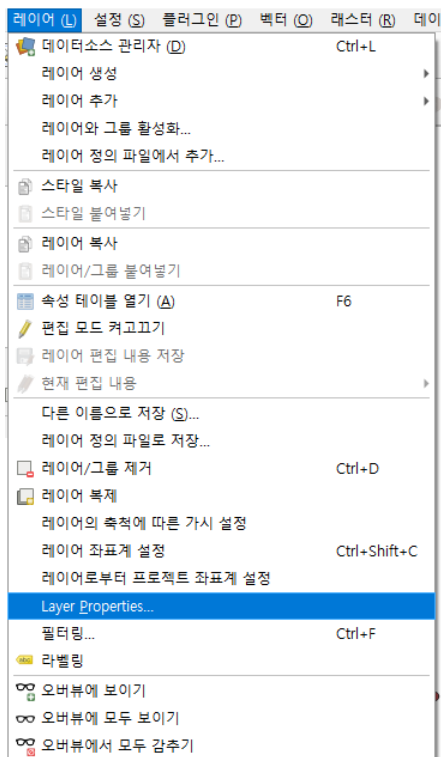 레이어 (L) 설정 (S) 플러그인 (P) 벡터 (O) 래스터 (R) 데이
데이터소스 관리자 (D) Ctrl+L
레이어 생성
레이어 추가
레이어와 그룹 활성화...
레이어 정의 파일에서 추가...
스타일 복사
스타일 붙여넣기
레이어 복사
레이어/그룹 붙여넣기
속성 테이블 열기 (A) F6
편집 모드 켜고끄기
레이어 편집 내용 저장
현재 편집 내용
다른 이름으로 저장 (S)...
레이어 정의 파일로 저장...
레이어/그룹 제거 Ctrl+D
레이어 복제
레이어의 축척에 따른 가시 설정
레이어 좌표계 설정 Ctrl+Shift+C
레이어로부터 프로젝트 좌표계 설정
Layer Properties...
필터링... Ctrl+F
abc 라벨링
오버뷰에 보이기
오버뷰에 모두 보이기
오버뷰에서 모두 감추기